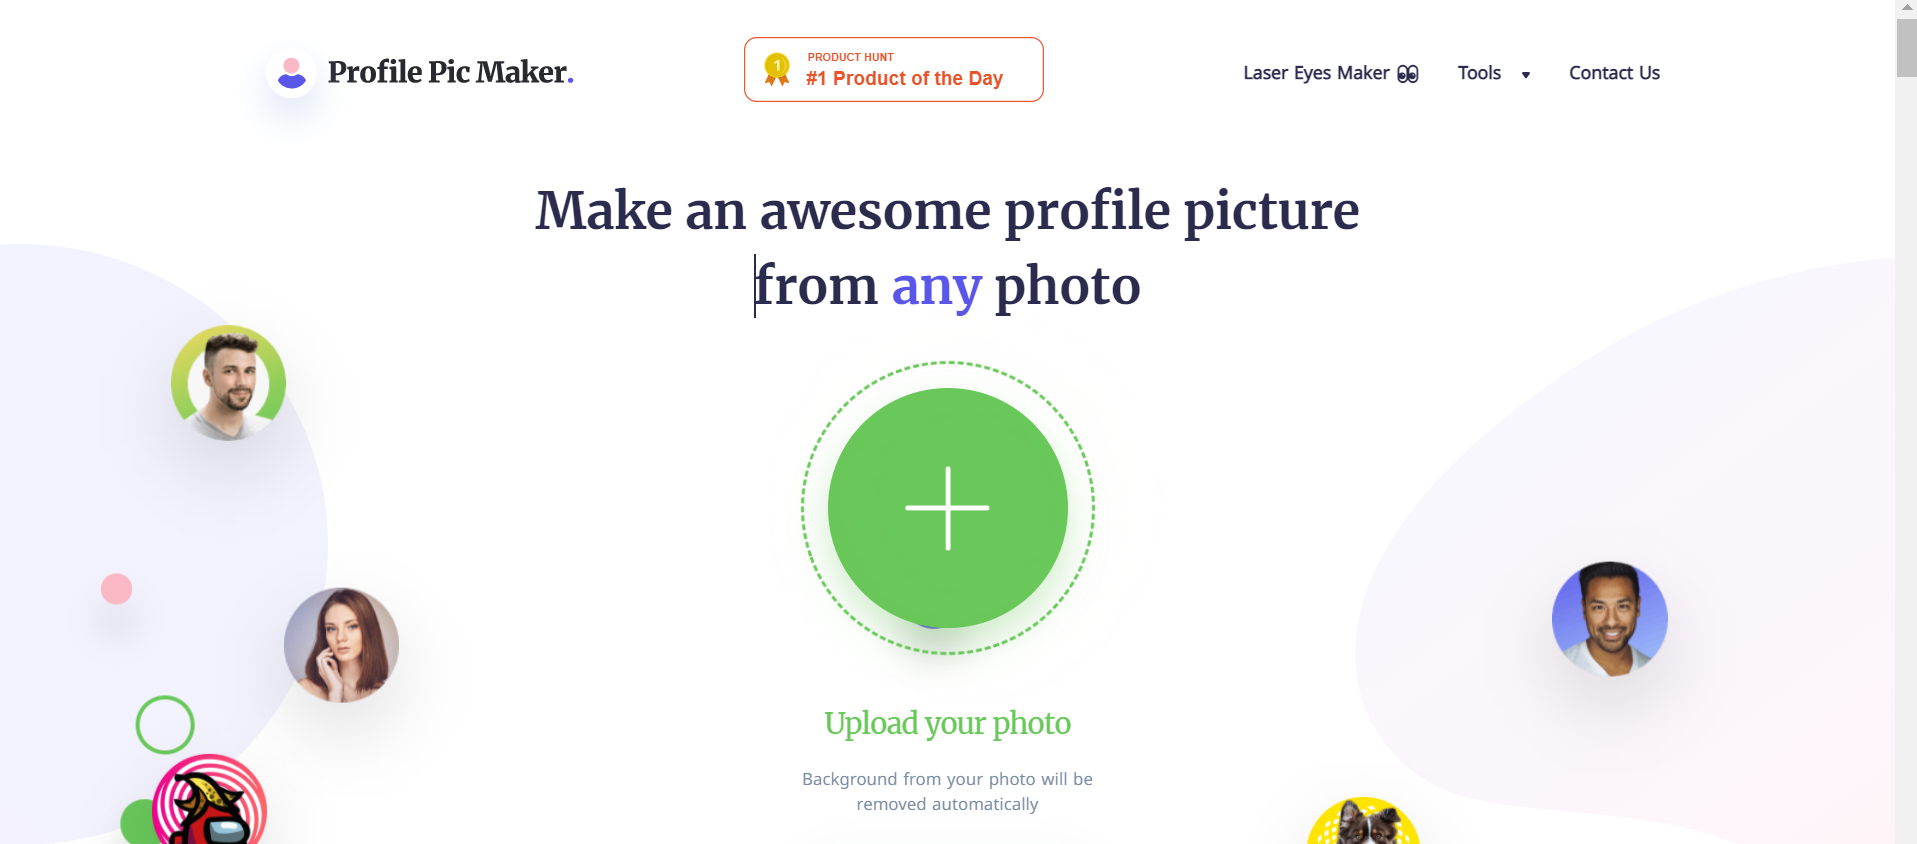 Profile Pic Maker.
1
PRODUCT HUNT
#1 Product of the Day
Laser Eyes Maker
Tools
Contact Us
Make an awesome profile picture
from any photo
Upload your photo
Background from your photo will be
removed automatically